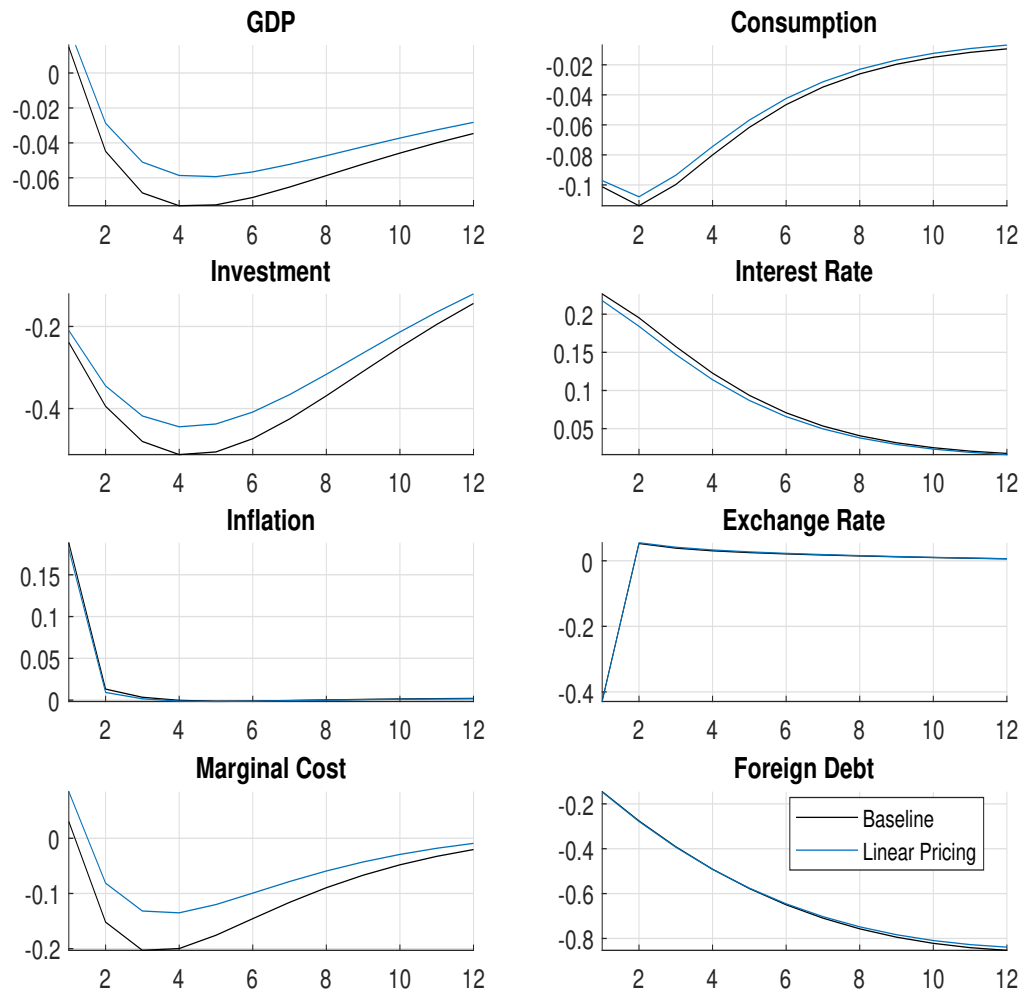 GDP
0
-0.02
-0.04
-0.06
2 4 6 8 10 12
Consumption
-0.02
-0.04
-0.06
-0.08
-0.1
2 4 6 8 10 12
Investment
-0.2
-0.4
2 4 6 8 10 12
Interest Rate
0.2
0.15
0.1
0.05
2 4 6 8 10 12
Inflation
0.15
0.1
0.05
0
2 4 6 8 10 12
Exchange Rate
0
-0.2
-0.4
2 4 6 8 10 12
Marginal Cost
0
-0.1
-0.2
2 4 6 8 10 12
Foreign Debt
-0.2
-0.4
-0.6
-0.8
2 4 6 8 10 12
Baseline
Linear Pricing